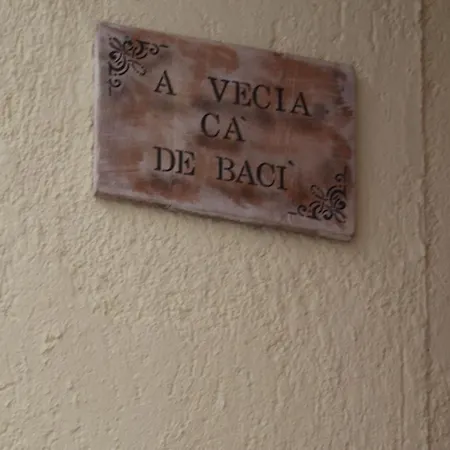 A VECIA
CA`
DE BACI`